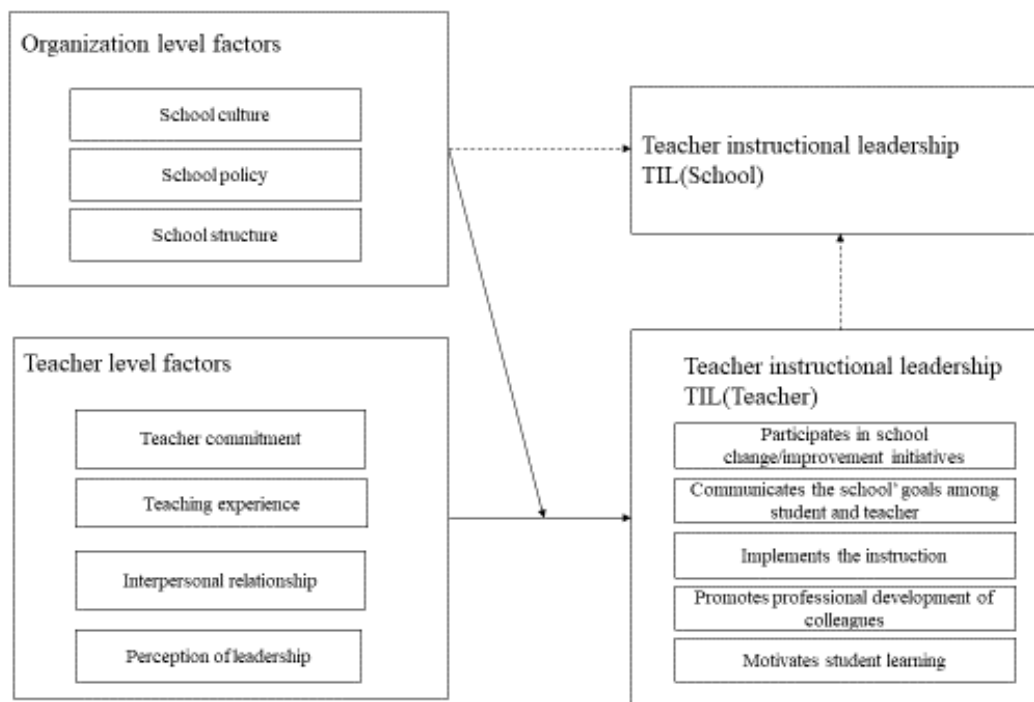 Organization level factors
School culture
School policy
School structure
Teacher instructional leadership
TIL(School)
Teacher level factors
Teacher commitment
Teaching experience
Interpersonal relationship
Perception of leadership
Teacher instructional leadership
TIL(Teacher)
Participates in school
change/improvement initiatives
Communicates the school' goals among
student and teacher
Implements the instruction
Promotes professional development of
colleagues
Motivates student learning